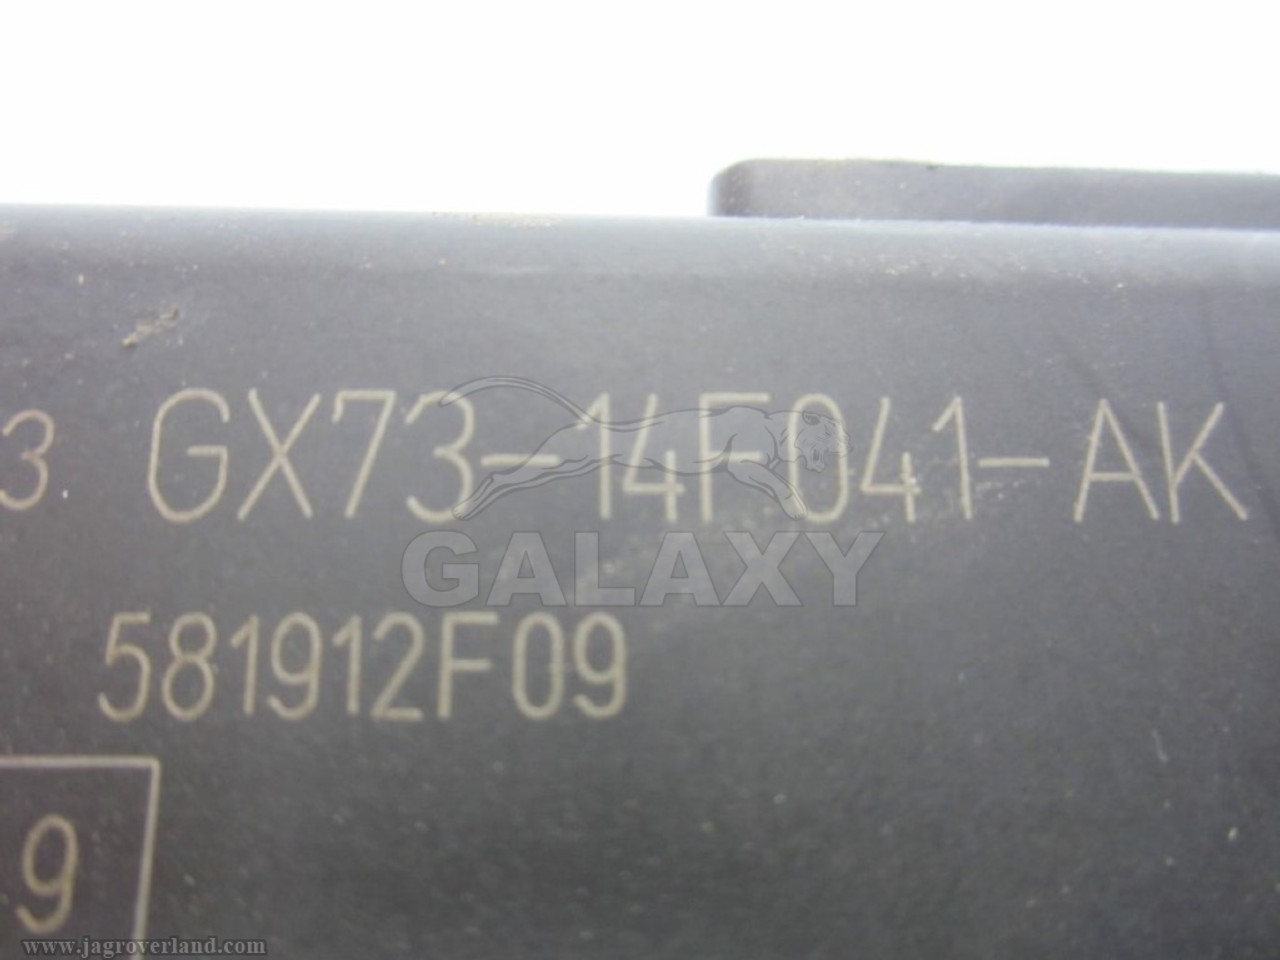 3 GX73-14F041-AK
GALAXY
581912F09
9
www.jagroverland.com